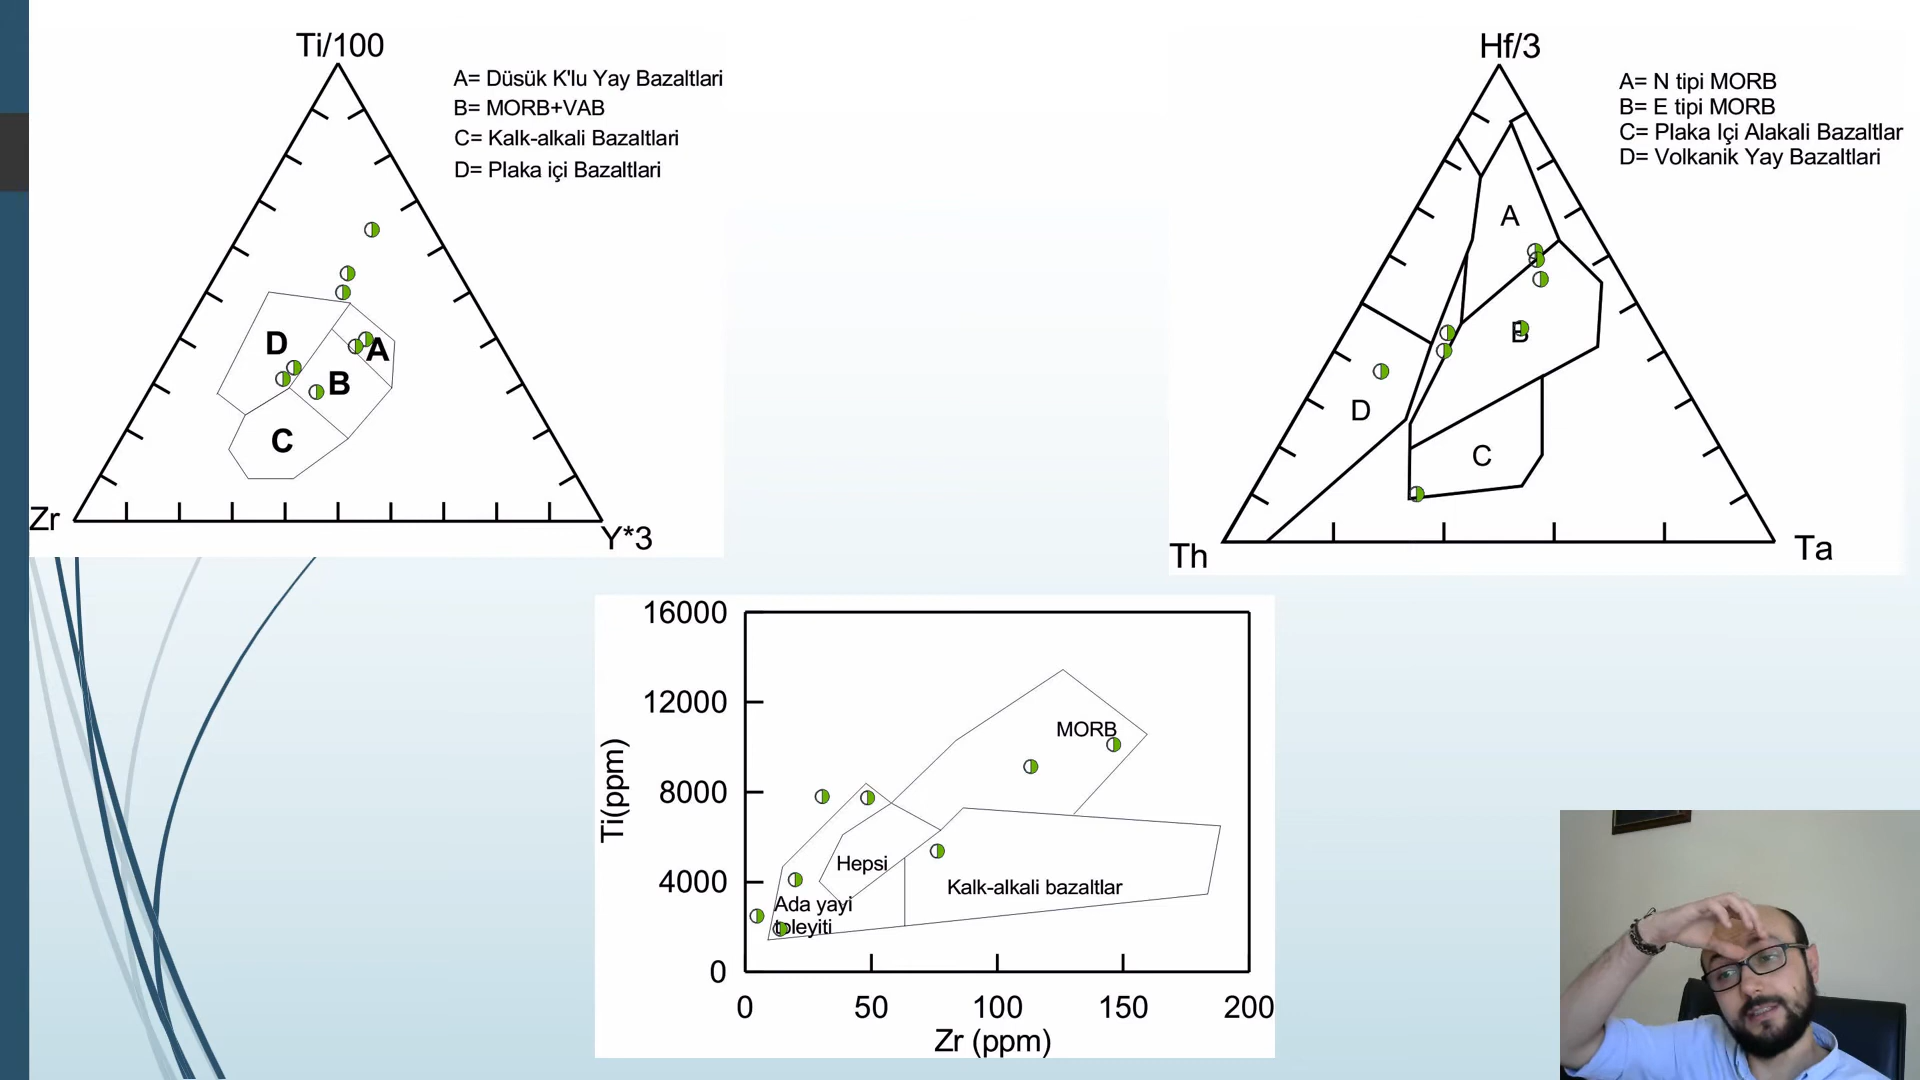 Ti/100
A= Düsük K'lu Yay Bazaltlari
B= MORB+VAB
C= Kalk-alkali Bazaltlari
D= Plaka içi Bazaltlari
D
A
B
C
Zr
Y*3
Hf/3
A= N tipi MORB
B= E tipi MORB
C= Plaka Içi Alakali Bazaltlar
D= Volkanik Yay Bazaltlari
A
B
D
C
Th
Ta
16000
12000
8000
4000
0
Ti(ppm)
MORB
Hepsi
Kalk-alkali bazaltlar
Ada yayi
toleyiti
0 50 100 150 200
Zr (ppm)